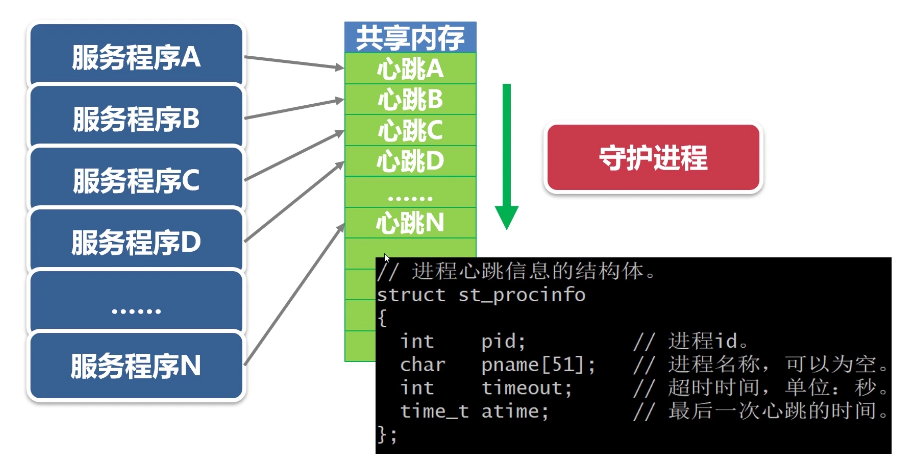 服务程序A
服务程序B
服务程序C
服务程序D
......
服务程序N
共享内存
心跳A
心跳B
心跳C
心跳D
......
心跳N
守护进程
// 进程心跳信息的结构体。
struct st_procinfo
{
  int    pid;         // 进程id。
  char   pname[51];   // 进程名称，可以为空。
  int    timeout;     // 超时时间，单位：秒。
  time_t atime;       // 最后一次心跳的时间。
};